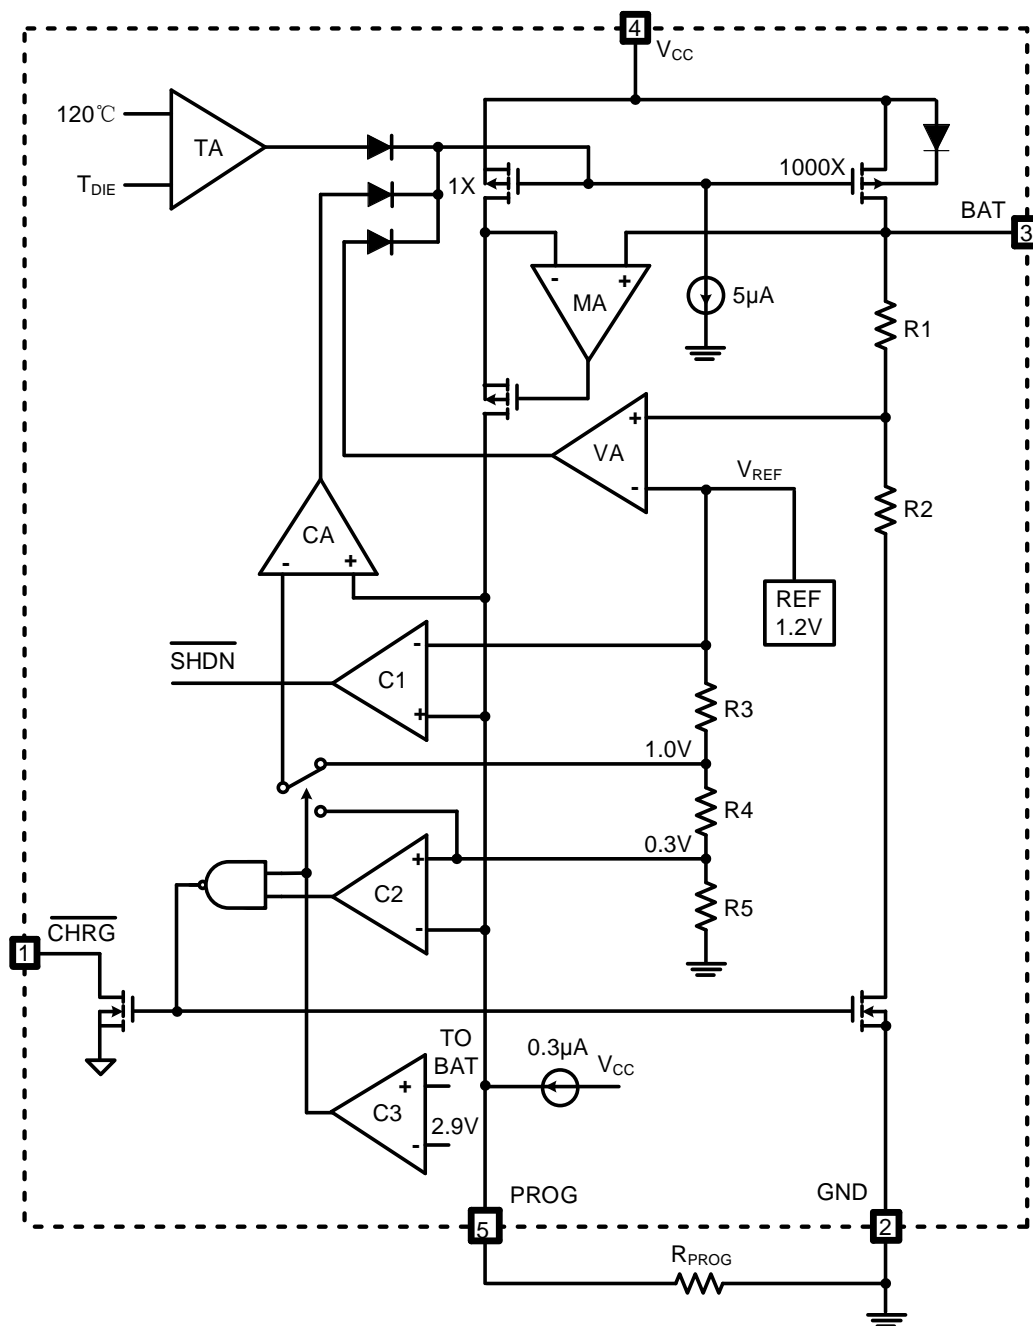 4
VCC
120℃
TA
TDIE
1X
1000X
BAT
3
-
+
MA
5µA
R1
+
VA
-
VREF
R2
CA
-
+
REF
1.2V
SHDN
-
C1
+
R3
1.0V
R4
0.3V
+
C2
-
R5
CHRG
1
TO
BAT
0.3µA
VCC
+
C3
2.9V
-
PROG
GND
5
2
RPROG